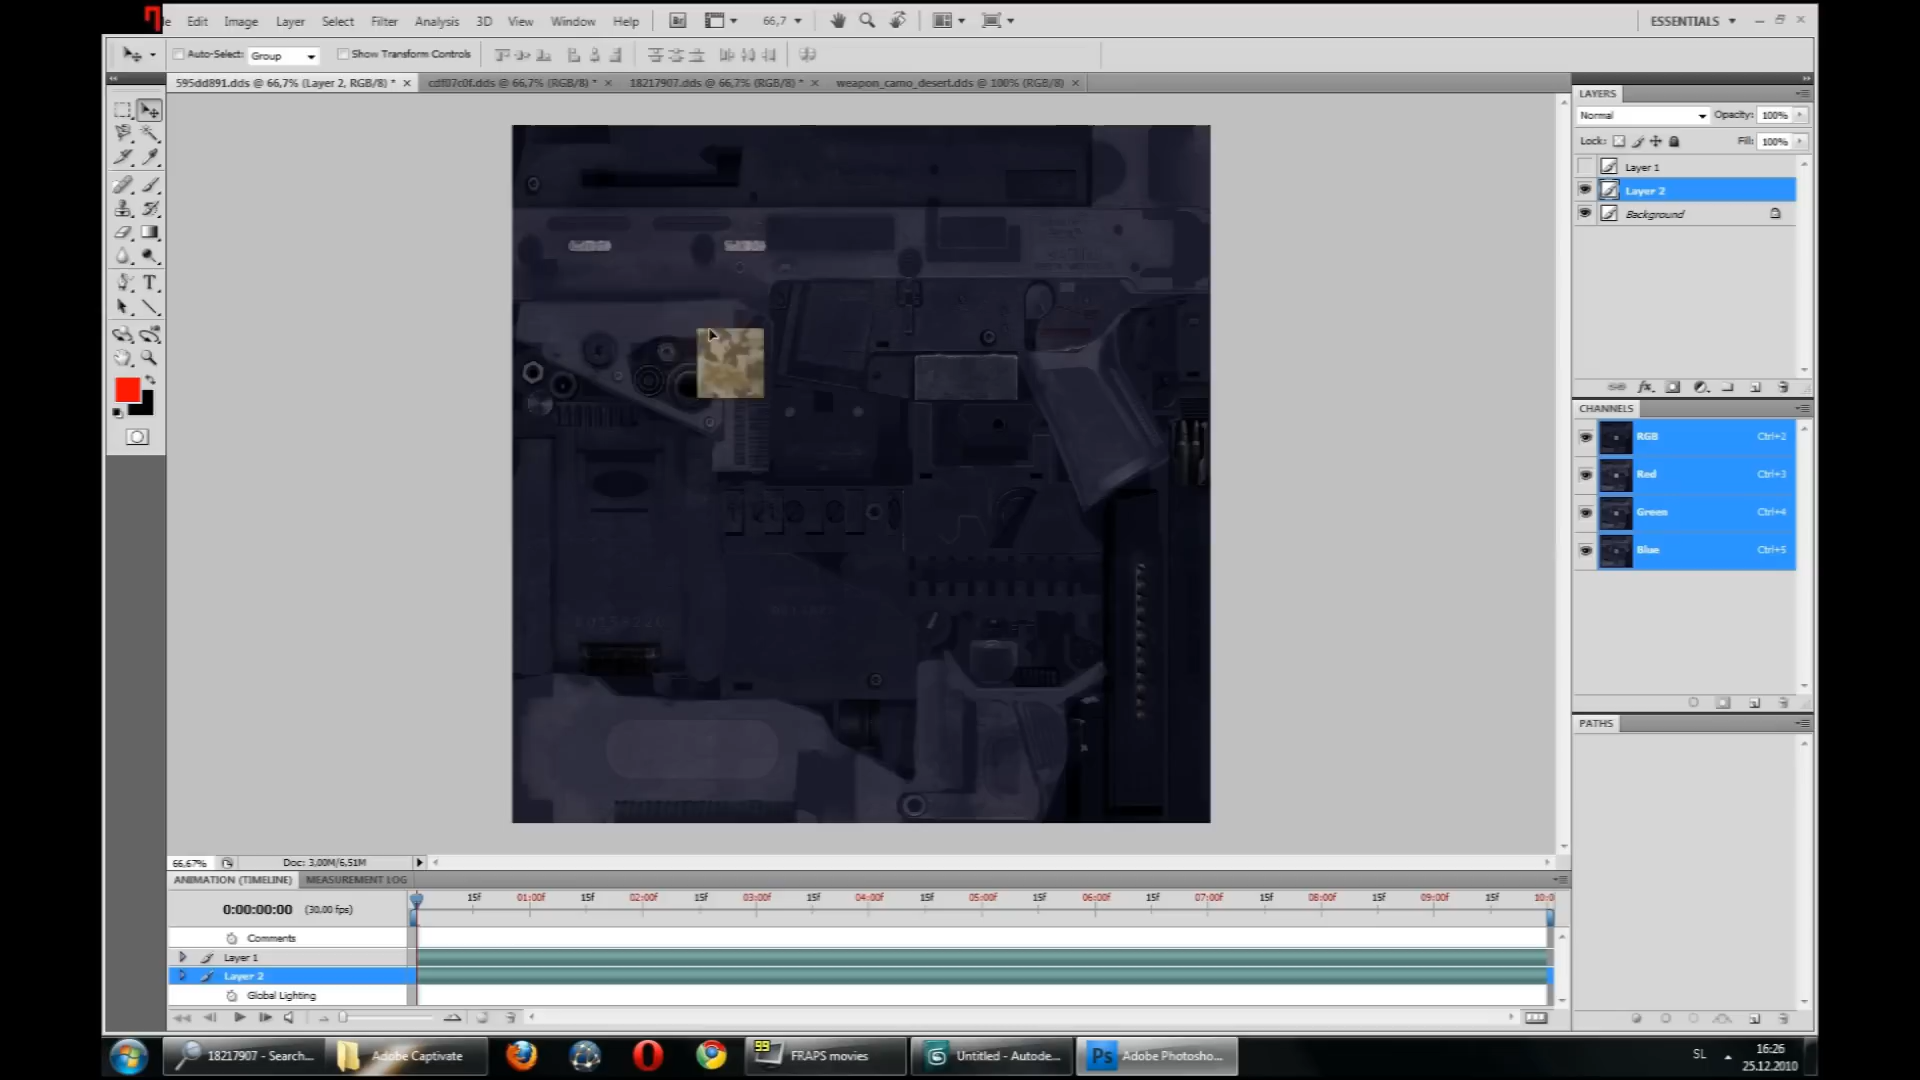 Edit Image Layer Select Filter Analysis 3D View Window Help Br 66,7 ESSENTIALS
Auto-Select: Group Show Transform Controls
595dd891.dds @ 66,7% (Layer 2, RGB/8) * cdf07c0f.dds @ 66,7% (RGB/8) * 18217907.dds @ 66,7% (RGB/8) * weapon_camo_desert.dds @ 100% (RGB/8)
LAYERS
Normal Opacity: 100%
Lock: Fill: 100%
Layer 1
Layer 2
Background
CHANNELS
RGB Ctrl+2
Red Ctrl+3
Green Ctrl+4
Blue Ctrl+5
PATHS
66,67% Doc: 3,00M/6,51M
ANIMATION (TIMELINE) MEASUREMENT LOG
0:00:00:00 (30,00 fps) 15f 01:00f 15f 02:00f 15f 03:00f 15f 04:00f 15f 05:00f 15f 06:00f 15f 07:00f 15f 08:00f 15f 09:00f 15f 10:0
Comments
Layer 1
Layer 2
Global Lighting
18217907 - Search... Adobe Captivate 99 FRAPS movies Untitled - Autode... Ps Adobe Photosho... SL 16:26
25.12.2010